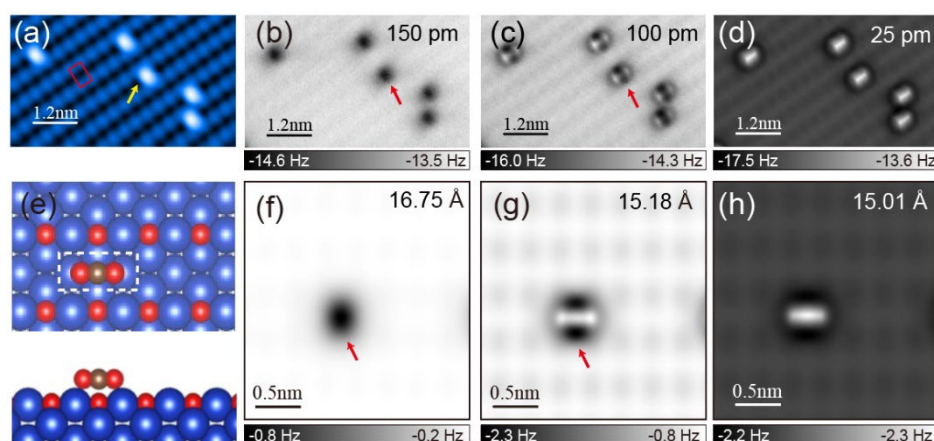 (a)
1.2nm
(b) 150 pm
1.2nm
-14.6 Hz -13.5 Hz
(c) 100 pm
1.2nm
-16.0 Hz -14.3 Hz
(d) 25 pm
1.2nm
-17.5 Hz -13.6 Hz
(e)
(f) 16.75 Å
0.5nm
-0.8 Hz -0.2 Hz
(g) 15.18 Å
0.5nm
-2.3 Hz -0.8 Hz
(h) 15.01 Å
0.5nm
-2.2 Hz -2.3 Hz